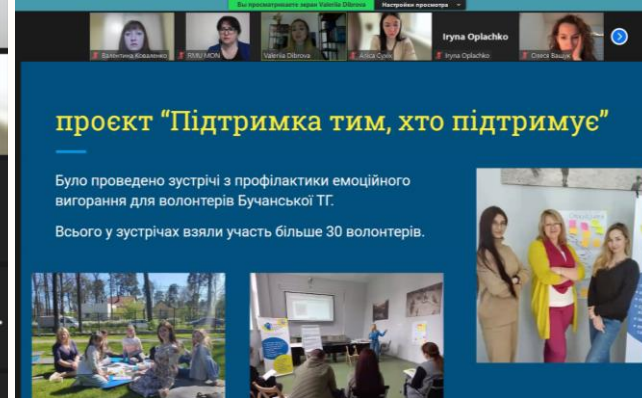 Вы просматриваете экран Valeriia Dibrova
Настройки просмотра
Валентина Коваленко
RMU MON
Valeriia Dibrova
Iryna Oplachko
Iryna Oplachko
Олеся Ващук
проєкт “Підтримка тим, хто підтримує”
Було проведено зустрічі з профілактики емоційного
вигорання для волонтерів Бучанської ТГ.
Всього у зустрічах взяли участь більше 30 волонтерів.